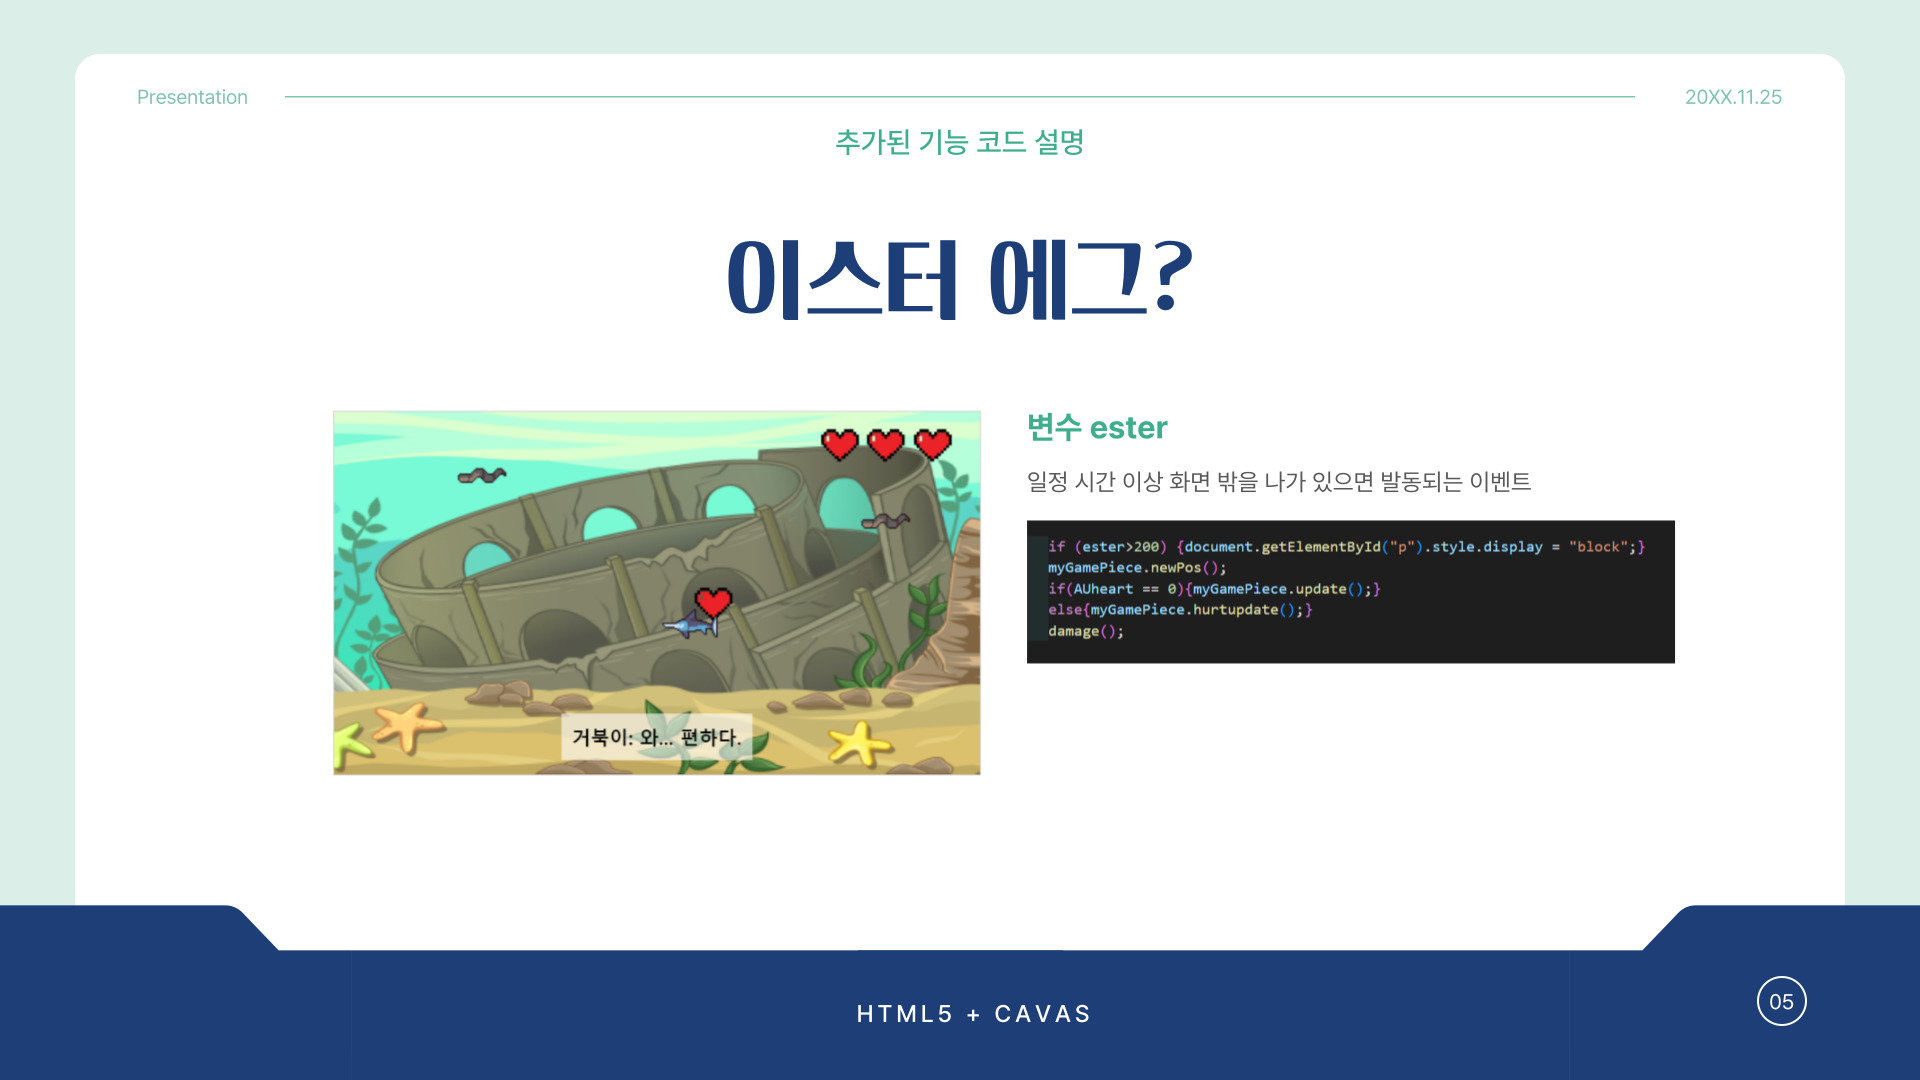 Presentation
20XX.11.25
추가된 기능 코드 설명
이스터 에그?
거북이: 와... 편하다.
변수 ester
일정 시간 이상 화면 밖을 나가 있으면 발동되는 이벤트
if (ester>200) {document.getElementById("p").style.display = "block";}
myGamePiece.newPos();
if(AUheart == 0){myGamePiece.update();}
else{myGamePiece.hurtupdate();}
damage();
HTML5 + CAVAS
05